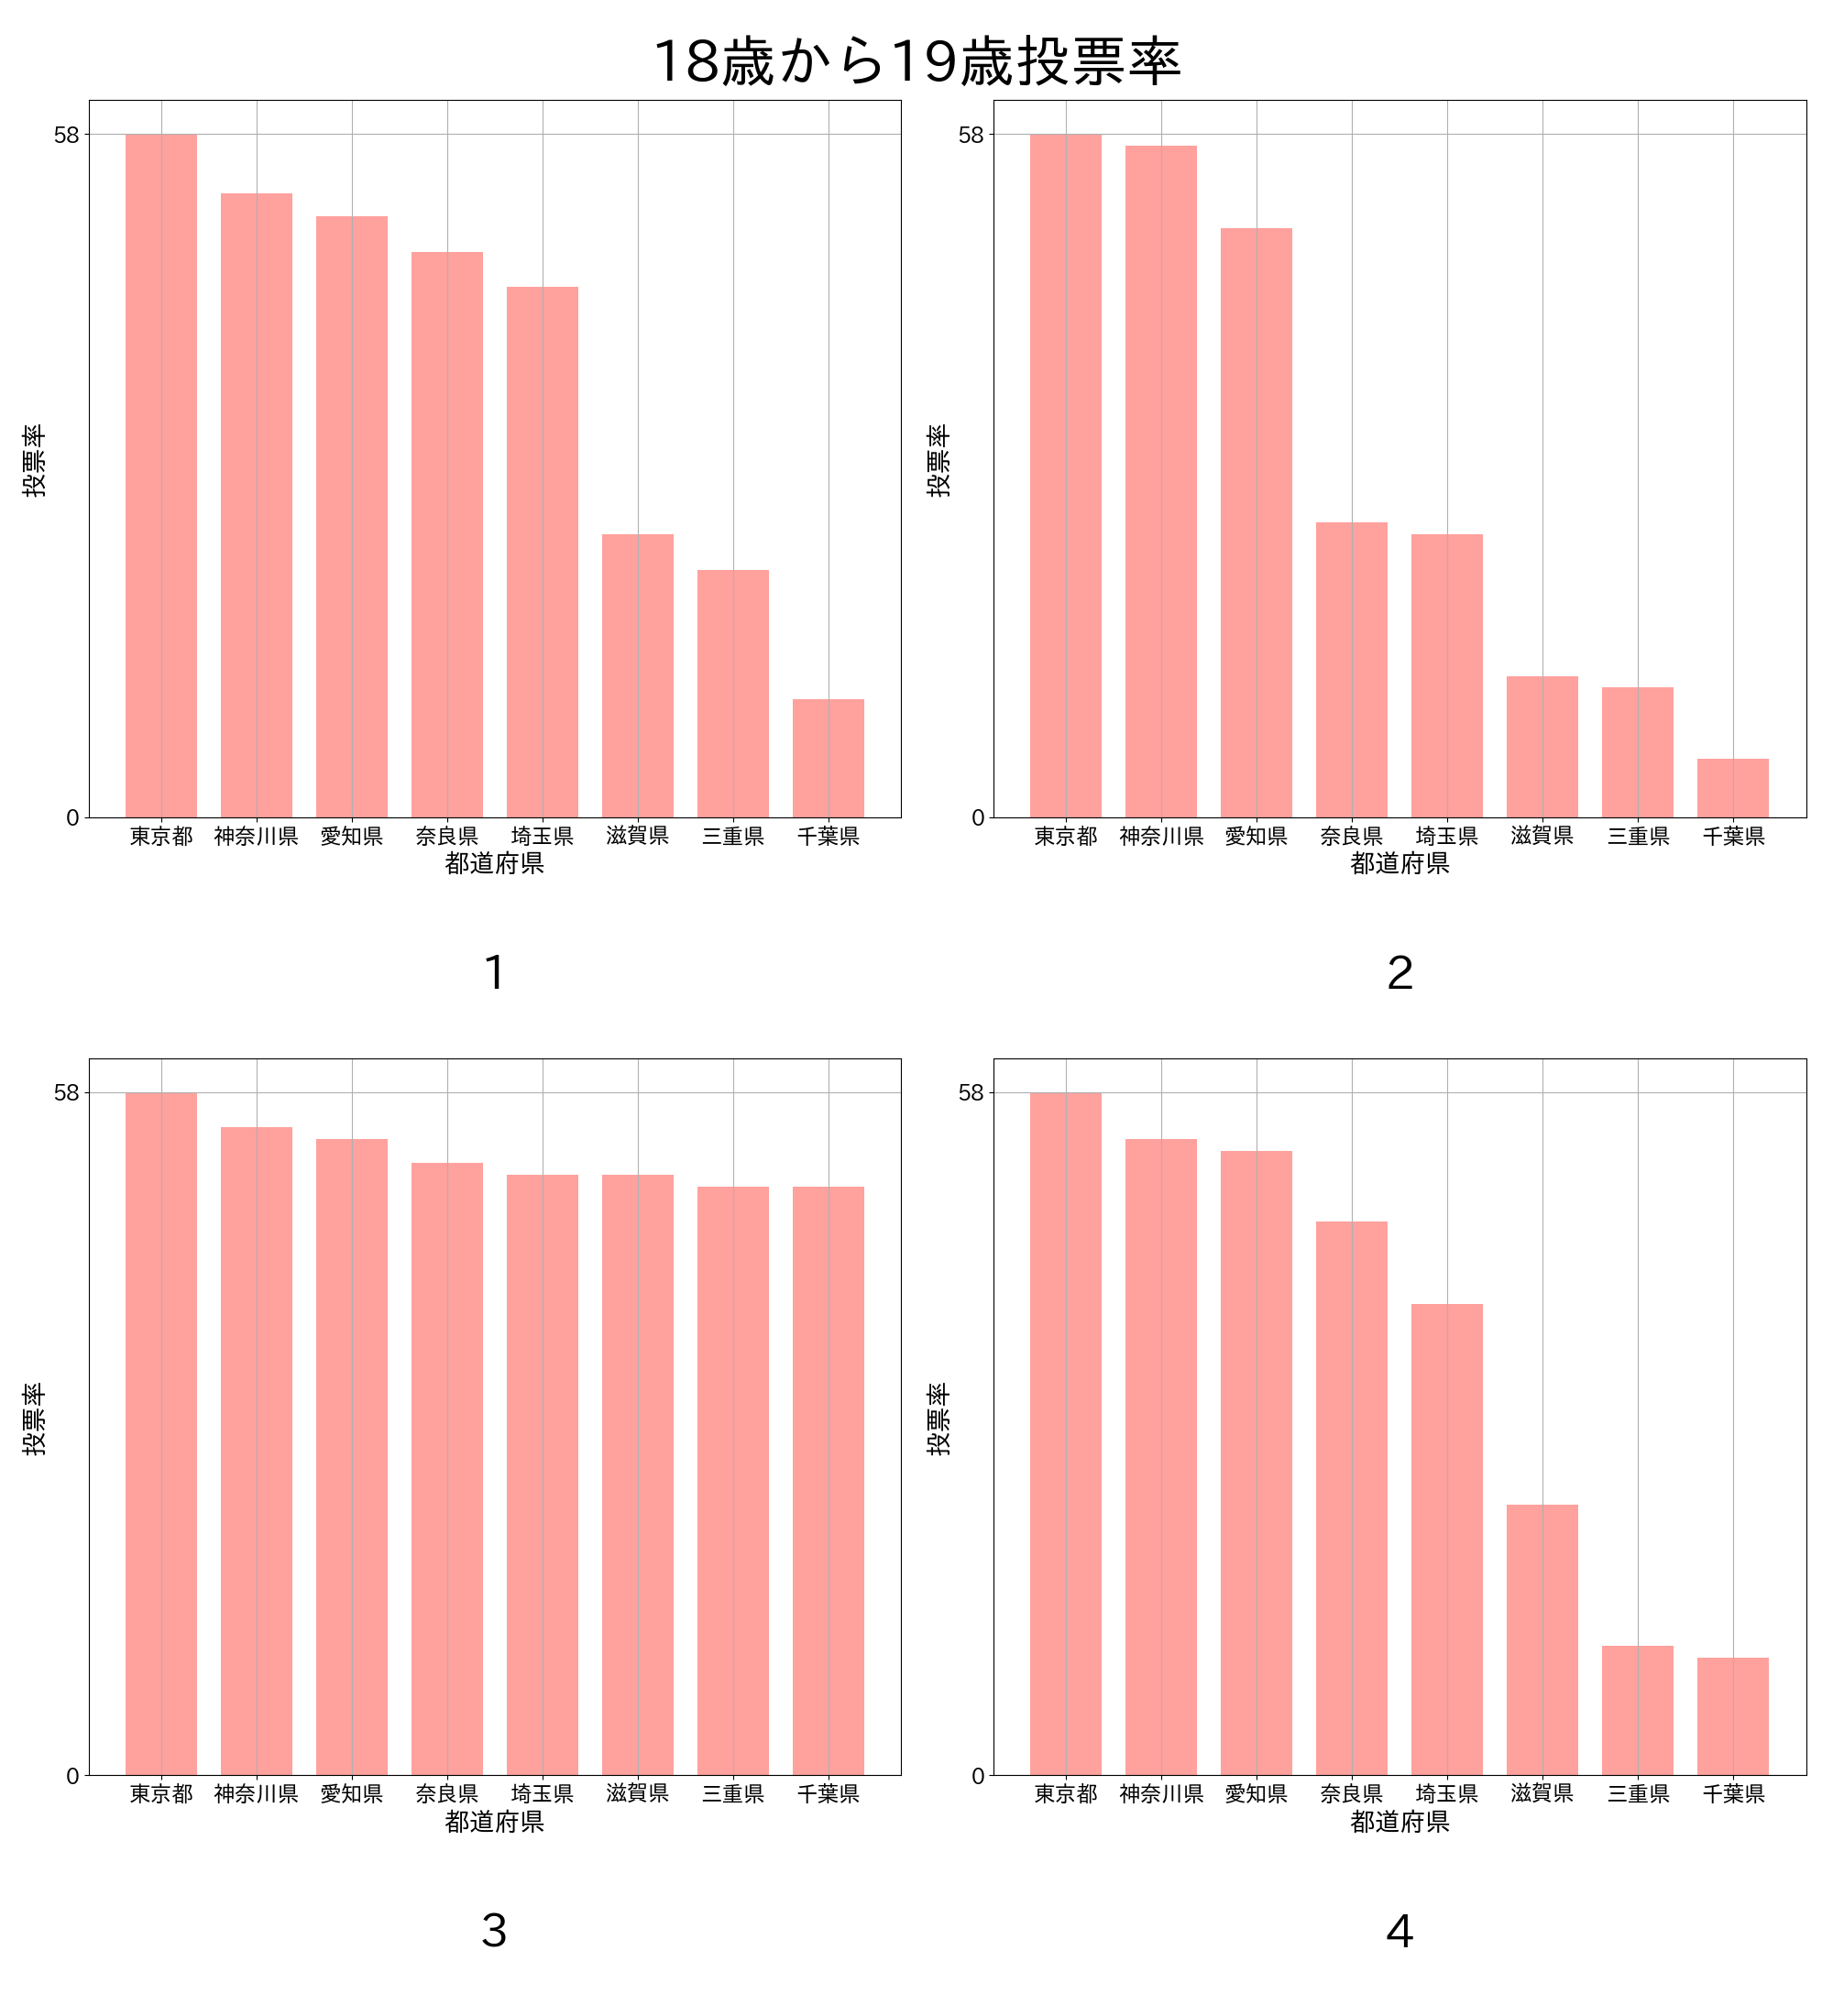 18歳から19歳投票率
58
0
投票率
東京都 神奈川県 愛知県 奈良県 埼玉県 滋賀県 三重県 千葉県
都道府県
1
58
0
投票率
東京都 神奈川県 愛知県 奈良県 埼玉県 滋賀県 三重県 千葉県
都道府県
2
58
0
投票率
東京都 神奈川県 愛知県 奈良県 埼玉県 滋賀県 三重県 千葉県
都道府県
3
58
0
投票率
東京都 神奈川県 愛知県 奈良県 埼玉県 滋賀県 三重県 千葉県
都道府県
4